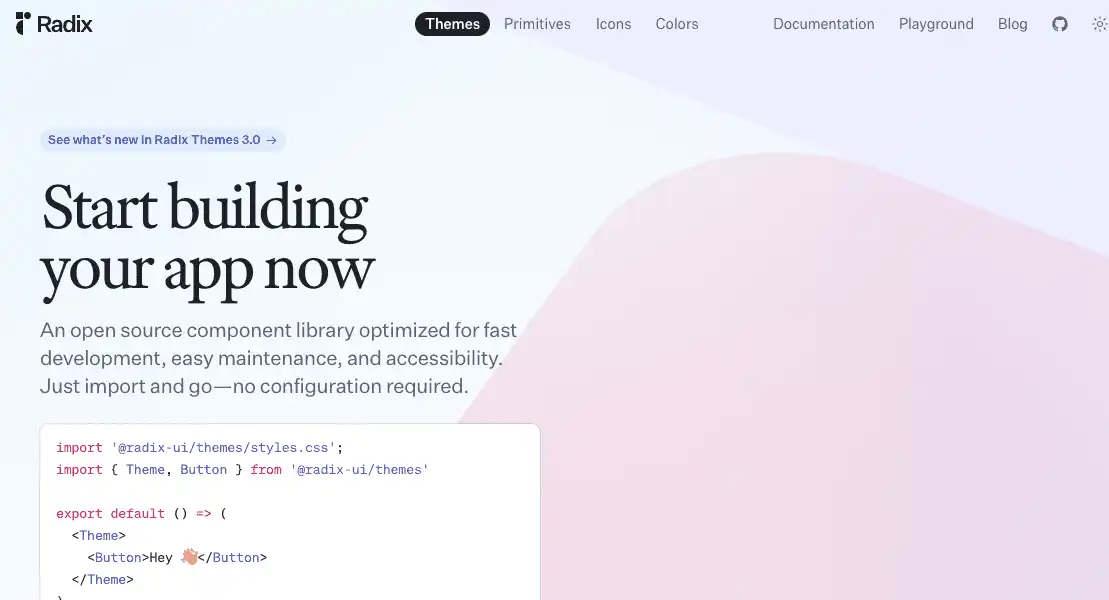 Radix
Themes Primitives Icons Colors Documentation Playground Blog
See what's new in Radix Themes 3.0 →
Start building
your app now
An open source component library optimized for fast
development, easy maintenance, and accessibility.
Just import and go—no configuration required.
import '@radix-ui/themes/styles.css';
import { Theme, Button } from '@radix-ui/themes'
export default () => (
<Theme>
<Button>Hey 👋🏼</Button>
</Theme>